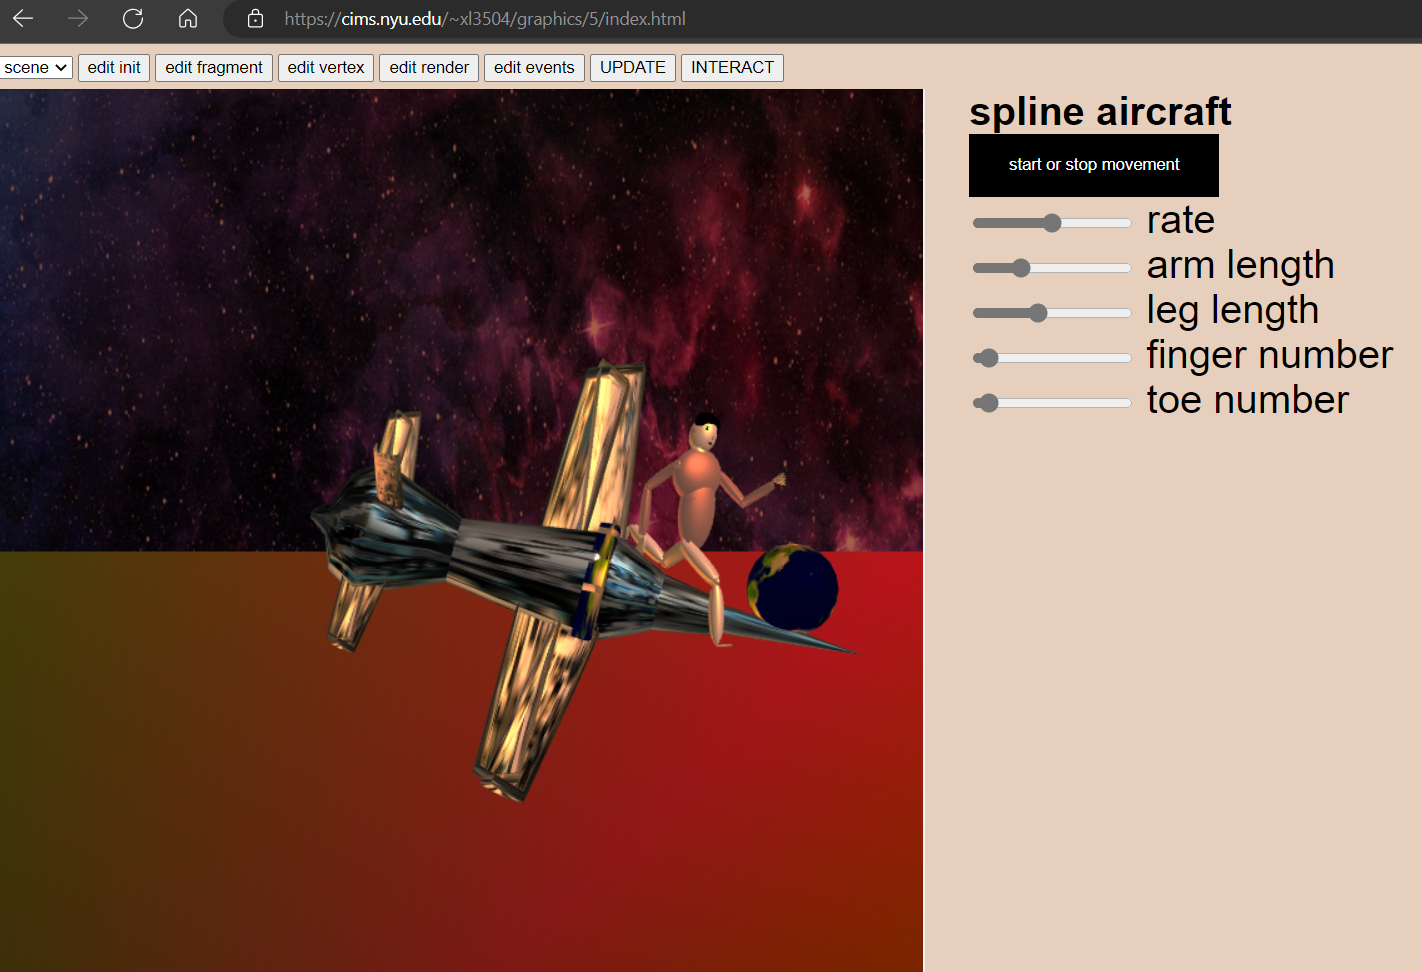 https://cims.nyu.edu/~xl3504/graphics/5/index.html
scene edit init edit fragment edit vertex edit render edit events UPDATE INTERACT
spline aircraft
start or stop movement
rate
arm length
leg length
finger number
toe number